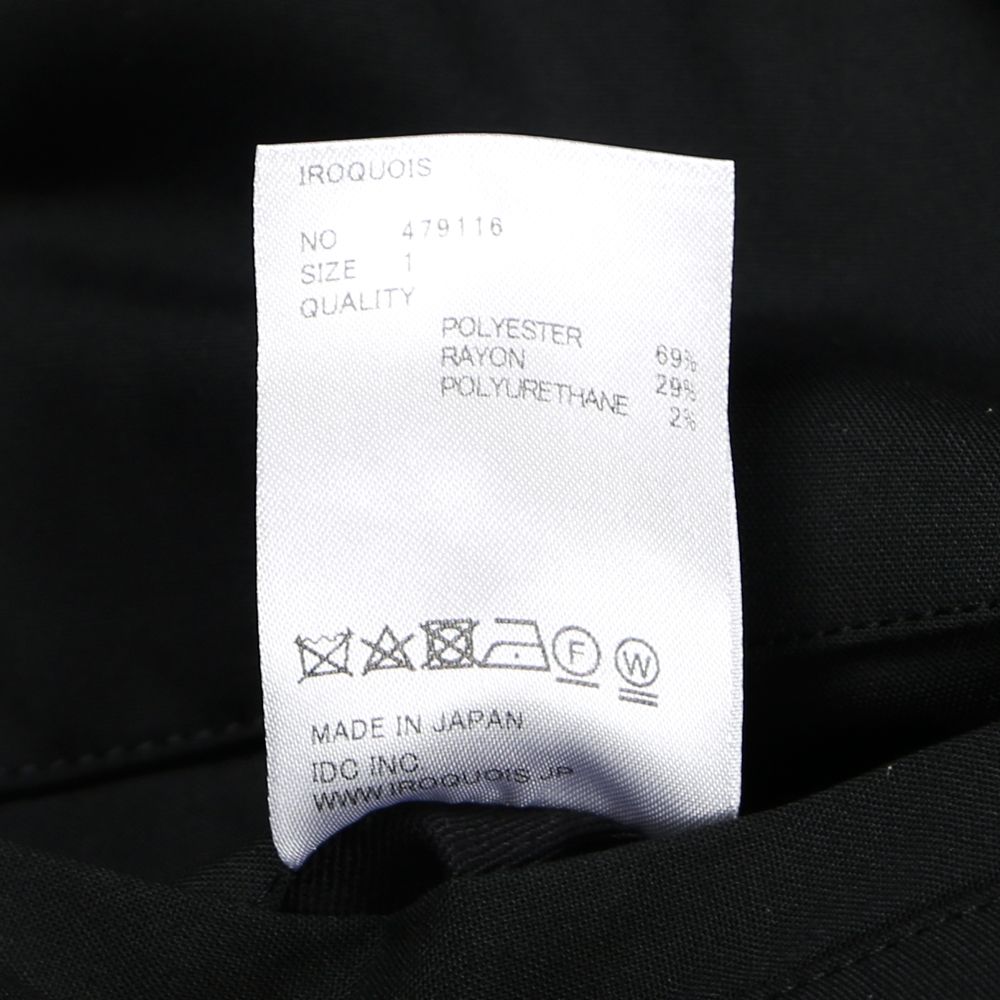 IROQUOIS
NO 479116
SIZE 1
QUALITY
POLYESTER 69%
RAYON 29%
POLYURETHANE 2%
F W
MADE IN JAPAN
IDC INC.
WWW.IROQUOIS.JP